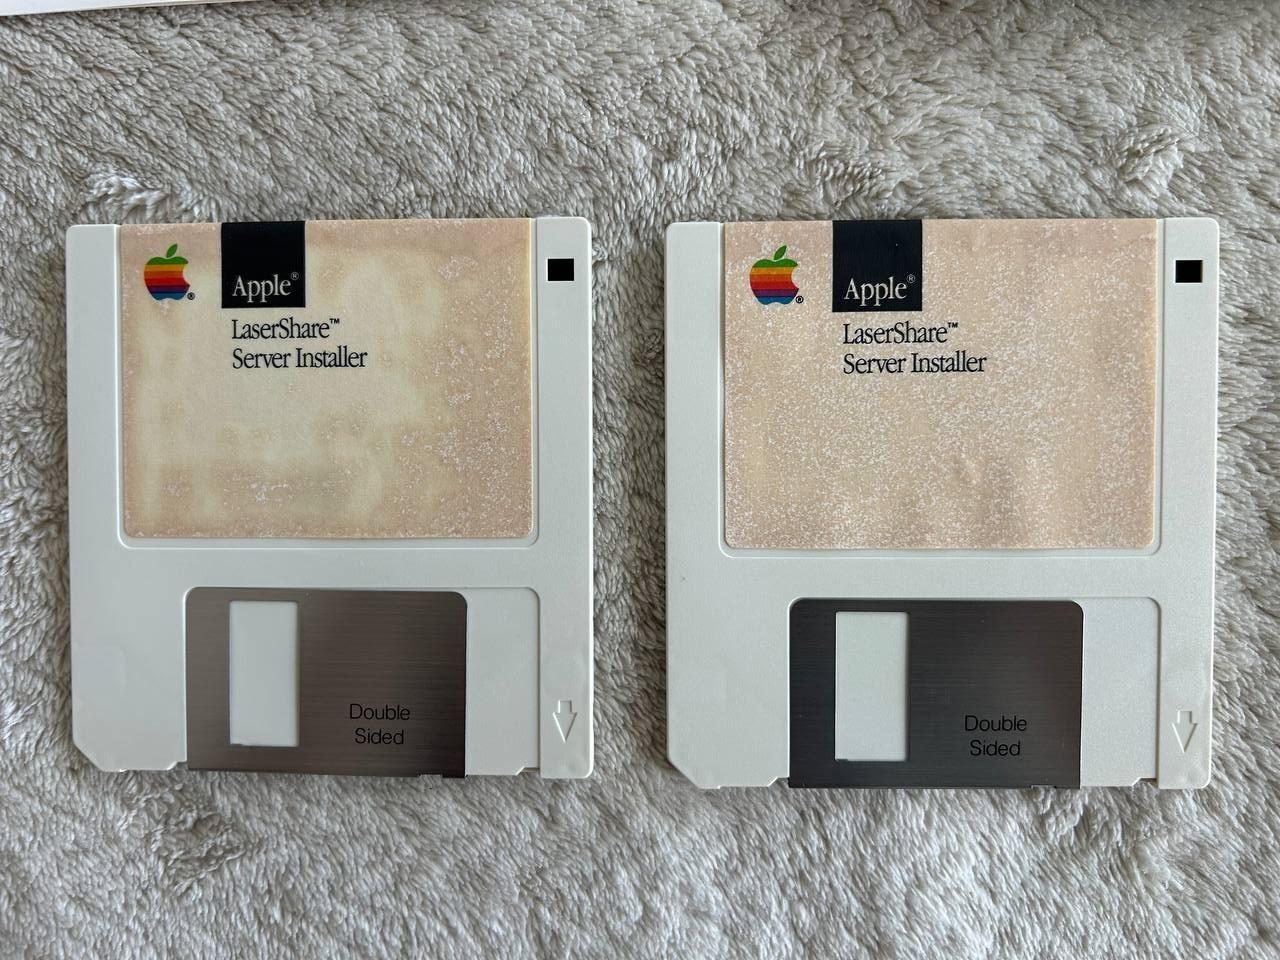 Apple®
LaserShare™
Server Installer
Double
Sided
Apple®
LaserShare™
Server Installer
Double
Sided